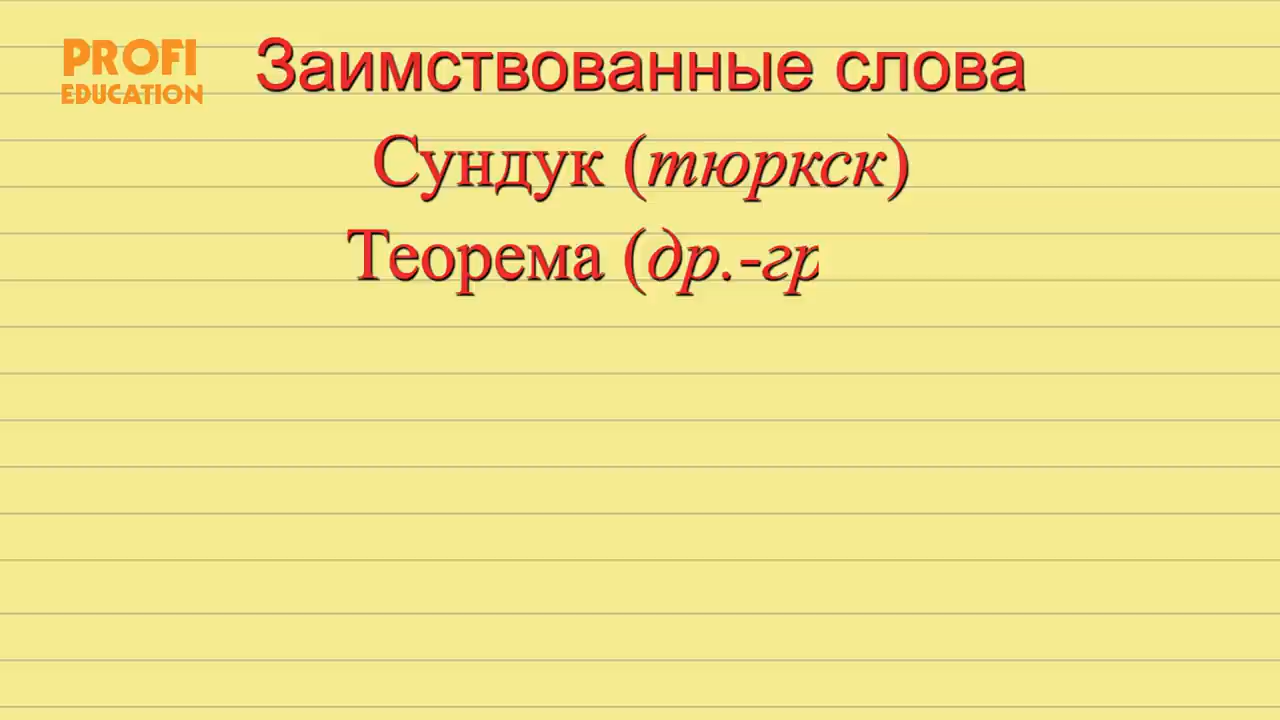 PROFI
EDUCATION
Заимствованные слова
Сундук (тюркск)
Теорема (др.-гр